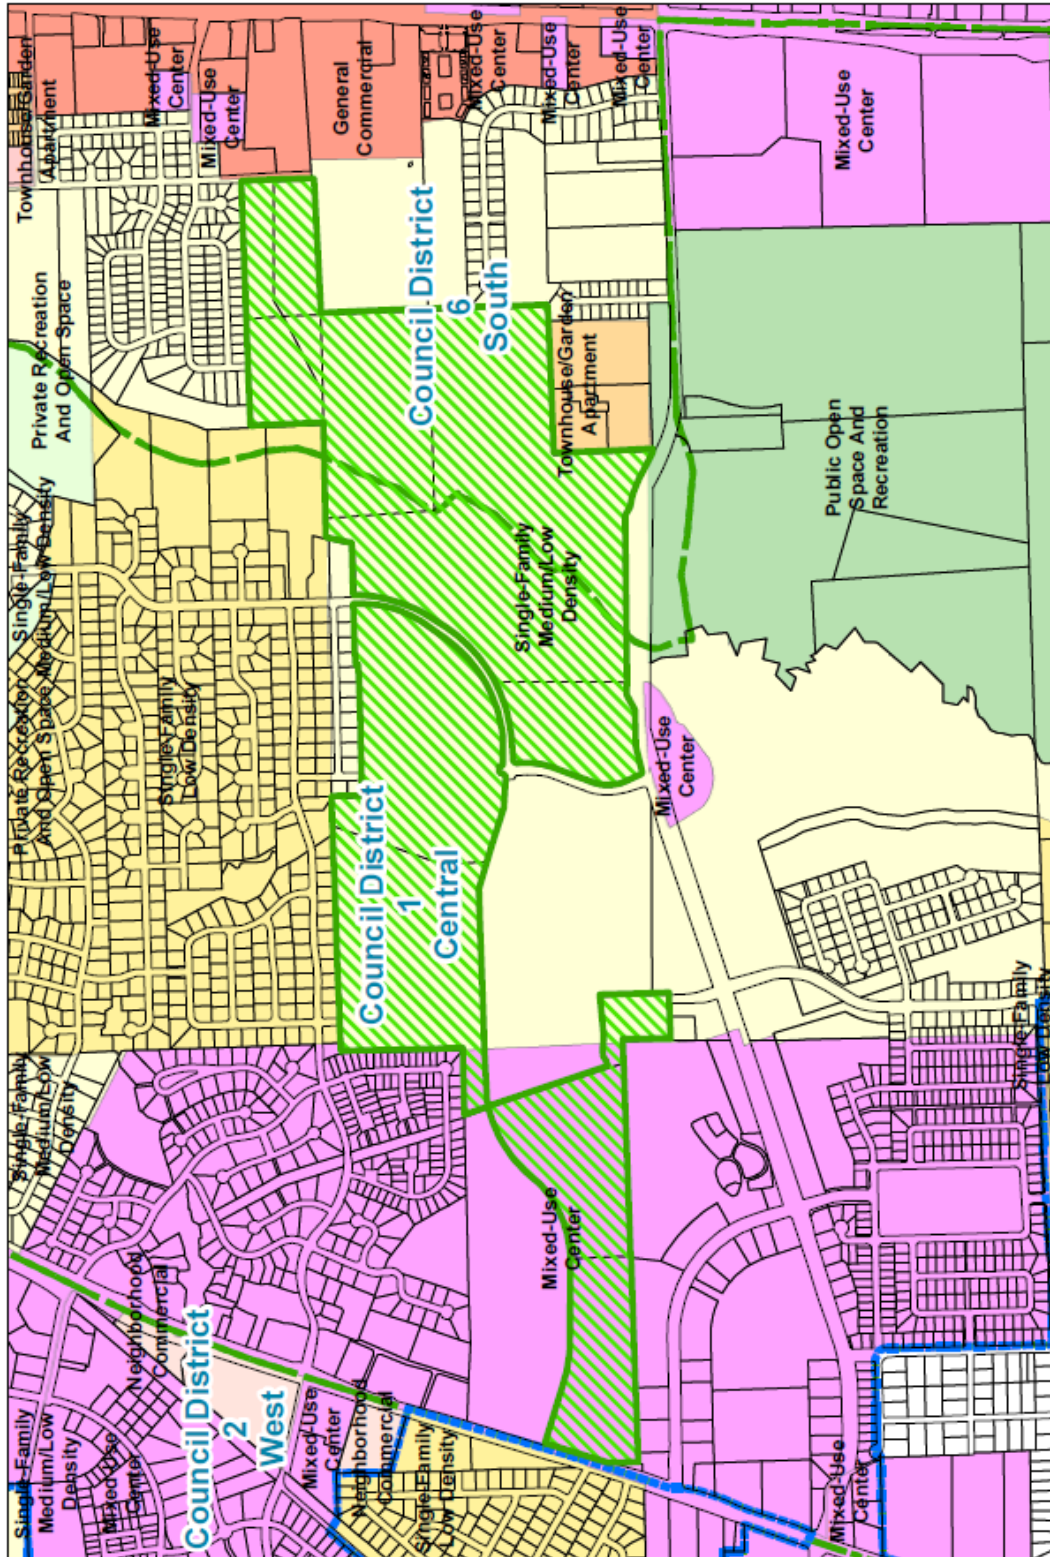 Single-Family
Medium/Low
Density
Single-Family
Medium/Low
Density
Private Recreation
And Open Space
Single-Family
Medium/Low Density
Private Recreation
And Open Space
Townhouse/Garden
Apartment
Mixed-Use
Center
Neighborhood
Commercial
Single-Family
Low Density
Mixed-Use
Center
Mixed-Use
Center
Council District
2
West
General
Commercial
Mixed-Use
Center
Neighborhood
Commercial
Council District
1
Central
Single-Family
Low Density
Council District
6
South
Mixed-Use
Center
Mixed-Use
Center
Mixed-Use
Center
Single-Family
Medium/Low
Density
Mixed-Use
Center
Townhouse/Garden
Apartment
Mixed-Use
Center
Public Open
Space And
Recreation
Mixed-Use
Center
Mixed-Use
Center
Single-Family
Low Density